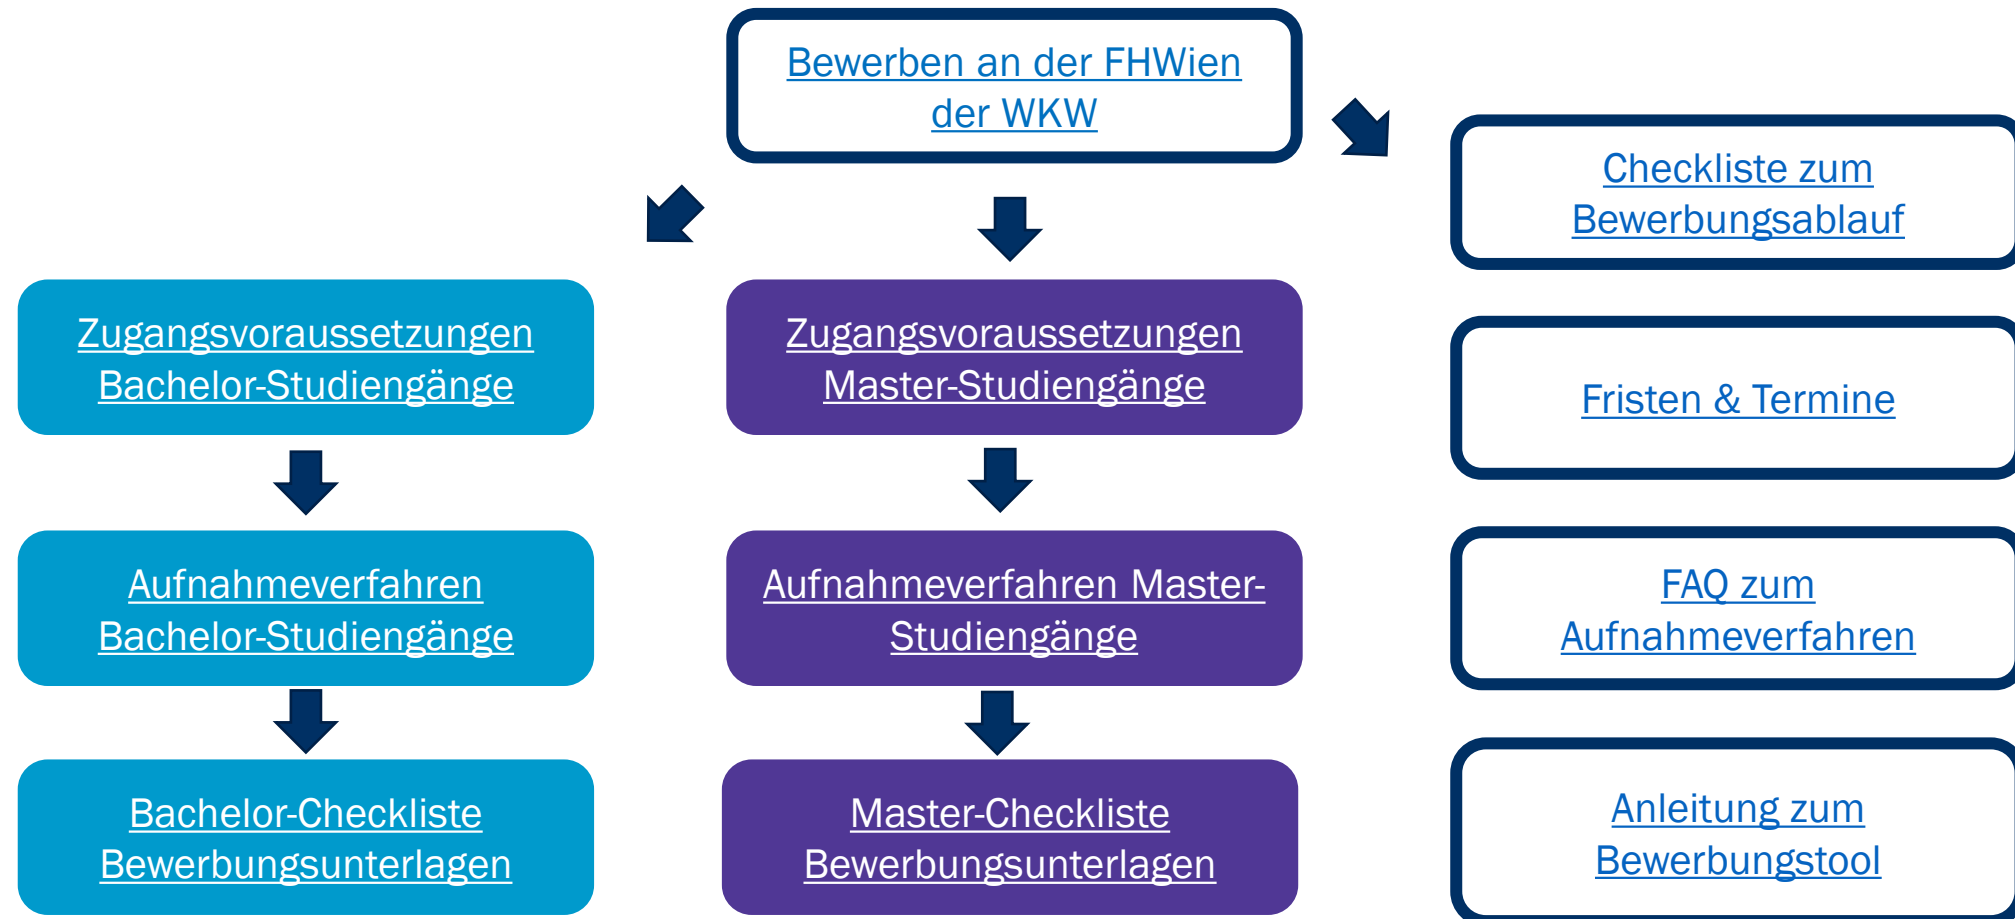 Bewerben an der FHWien
der WKW
Checkliste zum
Bewerbungsablauf
Zugangsvoraussetzungen
Bachelor-Studiengänge
Zugangsvoraussetzungen
Master-Studiengänge
Fristen & Termine
Aufnahmeverfahren
Bachelor-Studiengänge
Aufnahmeverfahren Master-
Studiengänge
FAQ zum
Aufnahmeverfahren
Bachelor-Checkliste
Bewerbungsunterlagen
Master-Checkliste
Bewerbungsunterlagen
Anleitung zum
Bewerbungstool